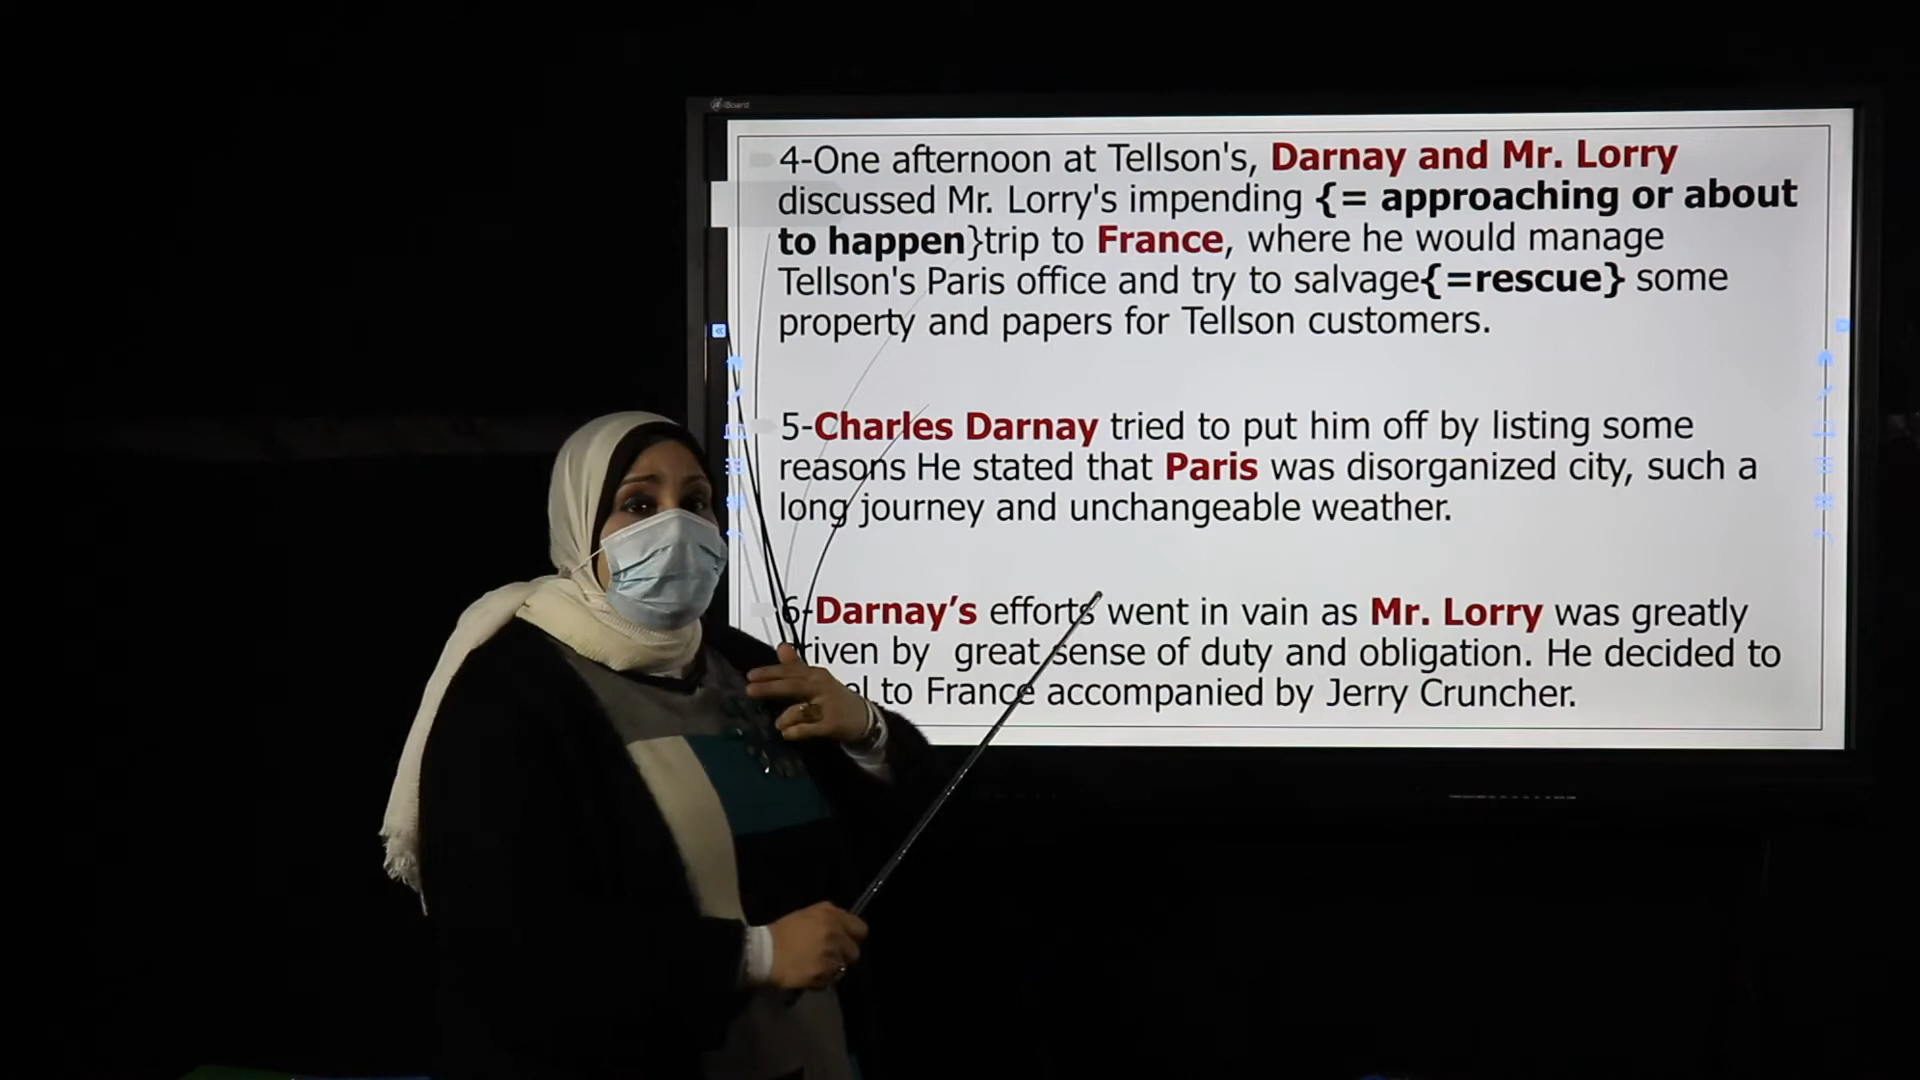 iBoard
4-One afternoon at Tellson's, Darnay and Mr. Lorry
discussed Mr. Lorry's impending {= approaching or about
to happen}trip to France, where he would manage
Tellson's Paris office and try to salvage{=rescue} some
property and papers for Tellson customers.
5-Charles Darnay tried to put him off by listing some
reasons He stated that Paris was disorganized city, such a
long journey and unchangeable weather.
6-Darnay’s efforts went in vain as Mr. Lorry was greatly
by great sense of duty and obligation. He decided to
to France accompanied by Jerry Cruncher.